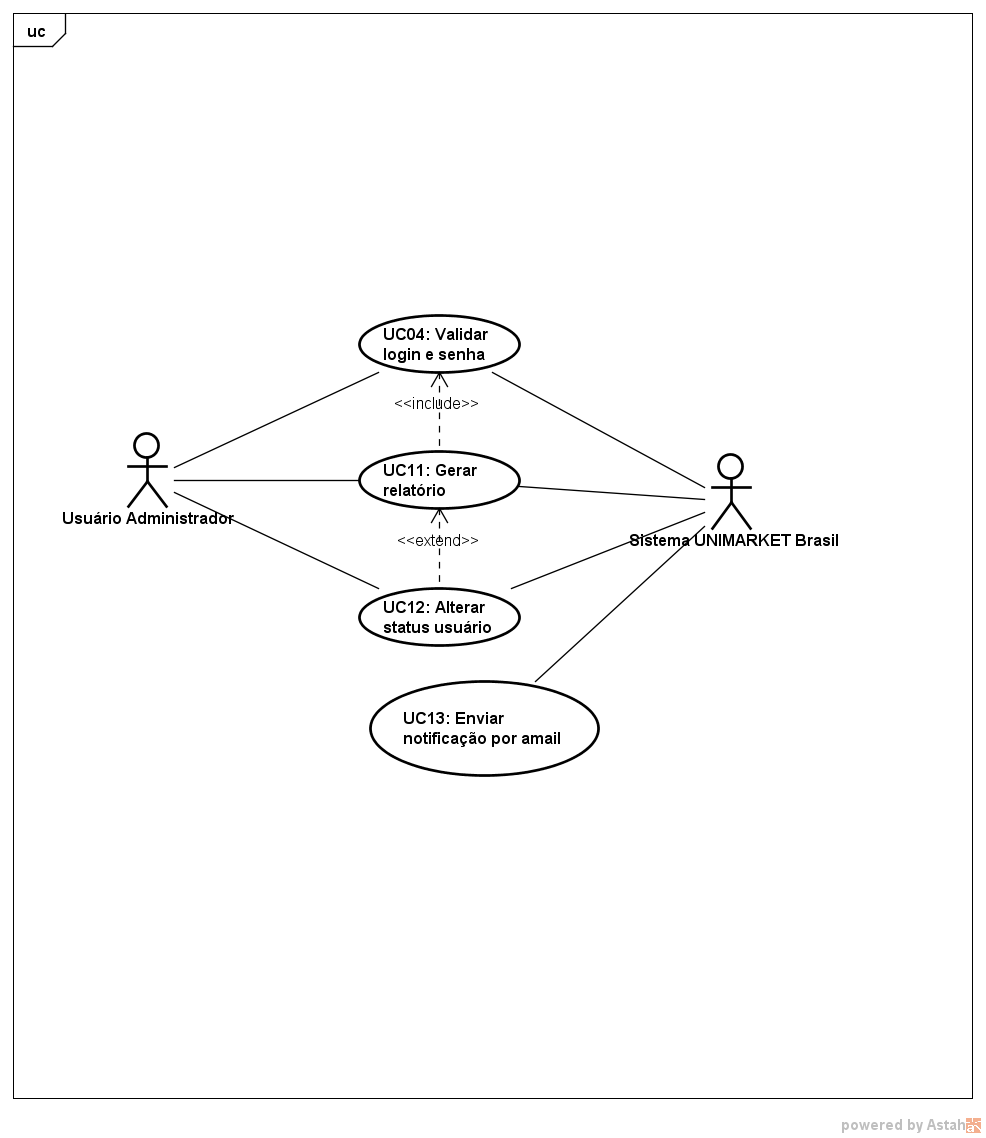 uc
UC04: Validar
login e senha
<<include>>
UC11: Gerar
relatório
Usuário Administrador
<<extend>>
Sistema UNIMARKET Brasil
UC12: Alterar
status usuário
UC13: Enviar
notificação por amail
powered by Astah